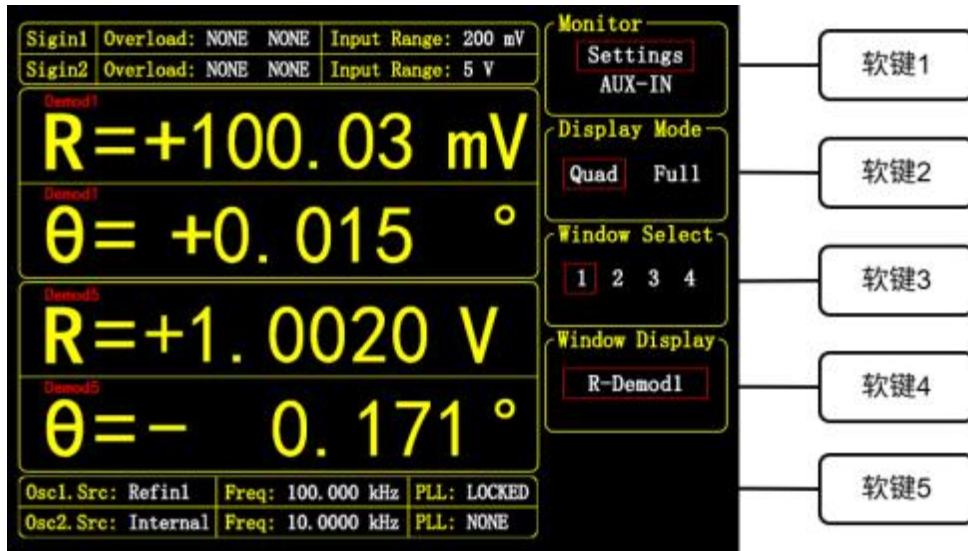 Sigin1 Overload: NONE NONE Input Range: 200 mV
Sigin2 Overload: NONE NONE Input Range: 5 V
Demod1
R=+100.03 mV
Demod1
θ= +0.015 °
Demod5
R=+1.0020 V
Demod5
θ=- 0.171 °
Osc1.Src: Refin1 Freq: 100.000 kHz PLL: LOCKED
Osc2.Src: Internal Freq: 10.0000 kHz PLL: NONE
Monitor
Settings
AUX-IN
Display Mode
Quad Full
Window Select
1 2 3 4
Window Display
R-Demod1
软键1
软键2
软键3
软键4
软键5